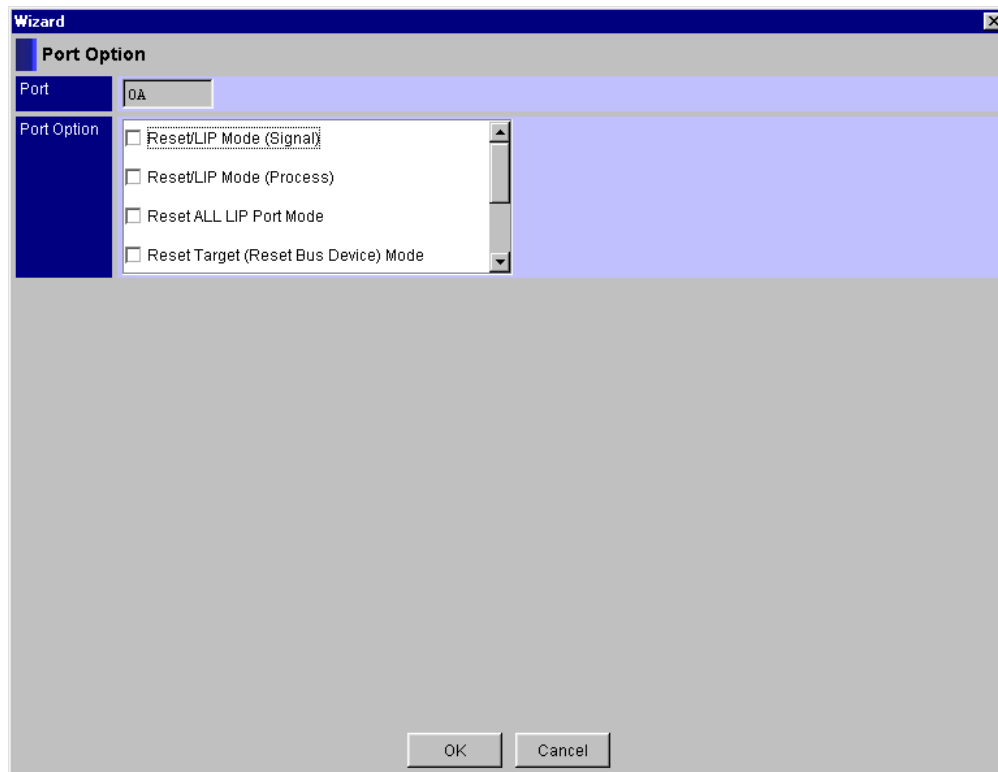 Wizard
Port Option
Port
0A
Port Option
Reset/LIP Mode (Signal)
Reset/LIP Mode (Process)
Reset ALL LIP Port Mode
Reset Target (Reset Bus Device) Mode
OK
Cancel